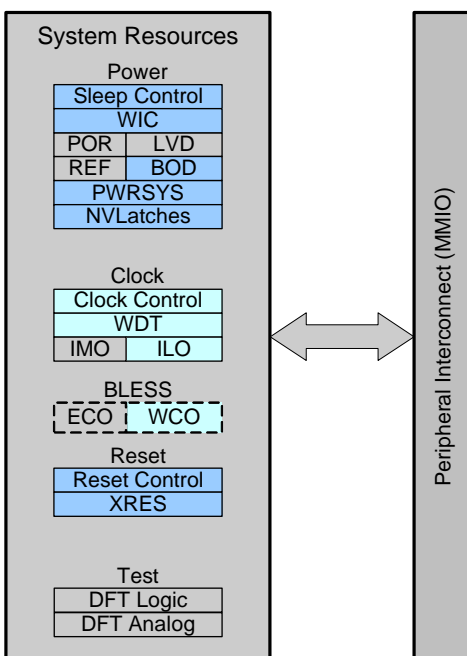 System Resources
Power
Sleep Control
WIC
POR LVD
REF BOD
PWRSYS
NVLatches
Clock
Clock Control
WDT
IMO ILO
BLESS
ECO WCO
Reset
Reset Control
XRES
Test
DFT Logic
DFT Analog
Peripheral Interconnect (MMIO)